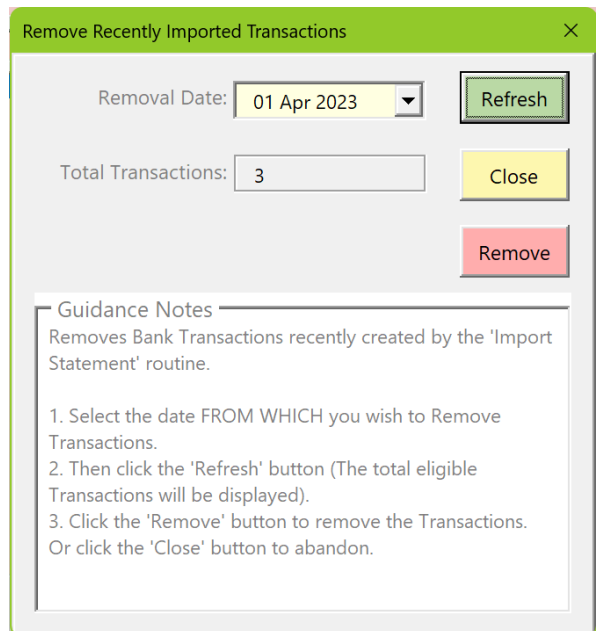 Remove Recently Imported Transactions
Removal Date: 01 Apr 2023 Refresh
Total Transactions: 3 Close
Remove
Guidance Notes
Removes Bank Transactions recently created by the 'Import
Statement' routine.
1. Select the date FROM WHICH you wish to Remove
Transactions.
2. Then click the 'Refresh' button (The total eligible
Transactions will be displayed).
3. Click the 'Remove' button to remove the Transactions.
Or click the 'Close' button to abandon.